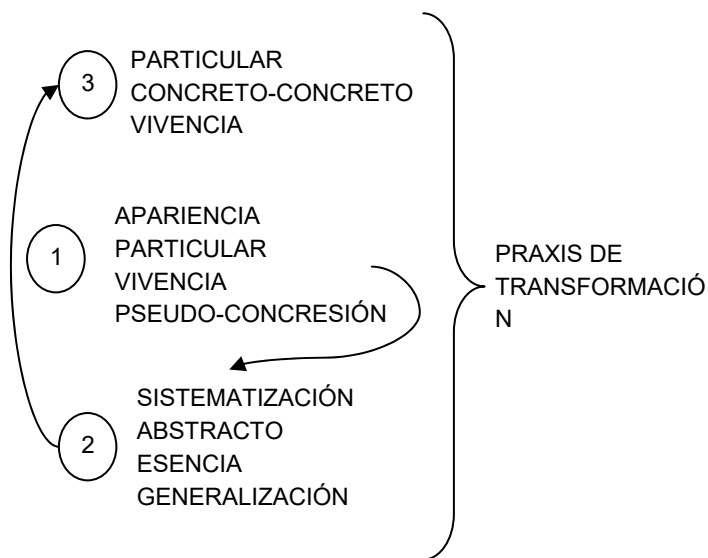 3
PARTICULAR
CONCRETO-CONCRETO
VIVENCIA
1
APARIENCIA
PARTICULAR
VIVENCIA
PSEUDO-CONCRESIÓN
PRAXIS DE
TRANSFORMACIÓ
N
2
SISTEMATIZACIÓN
ABSTRACTO
ESENCIA
GENERALIZACIÓN